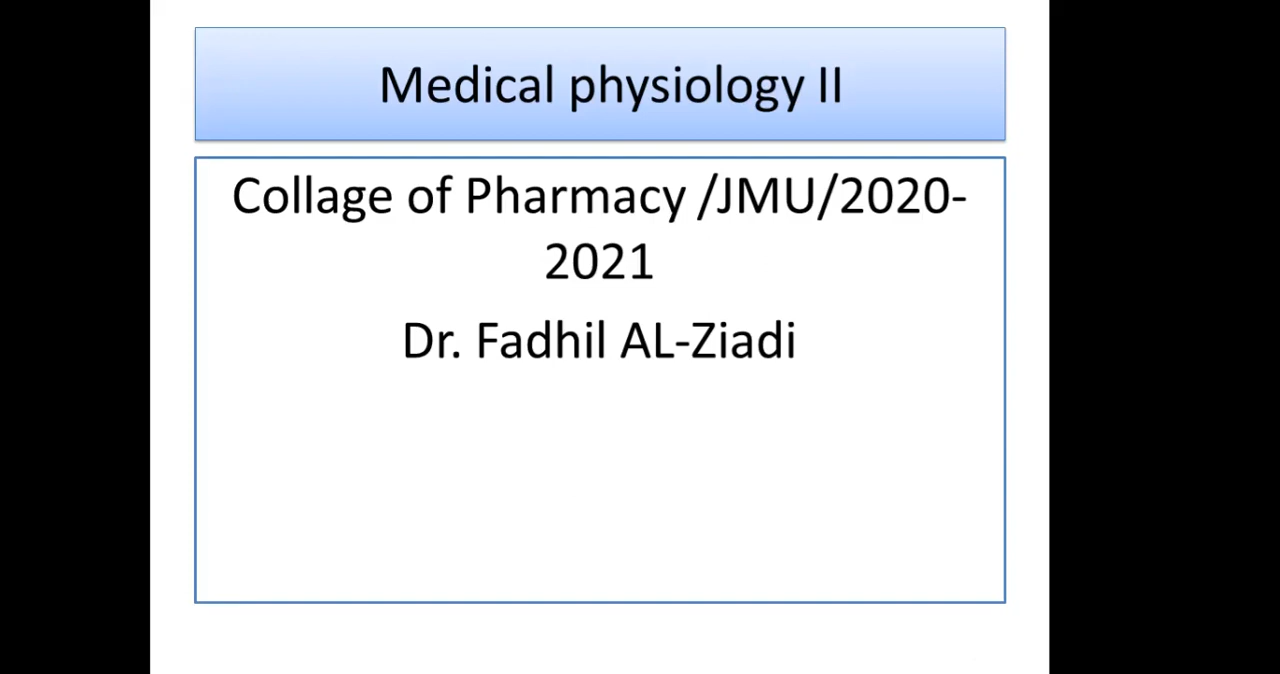 Medical physiology II
Collage of Pharmacy /JMU/2020-
2021
Dr. Fadhil AL-Ziadi